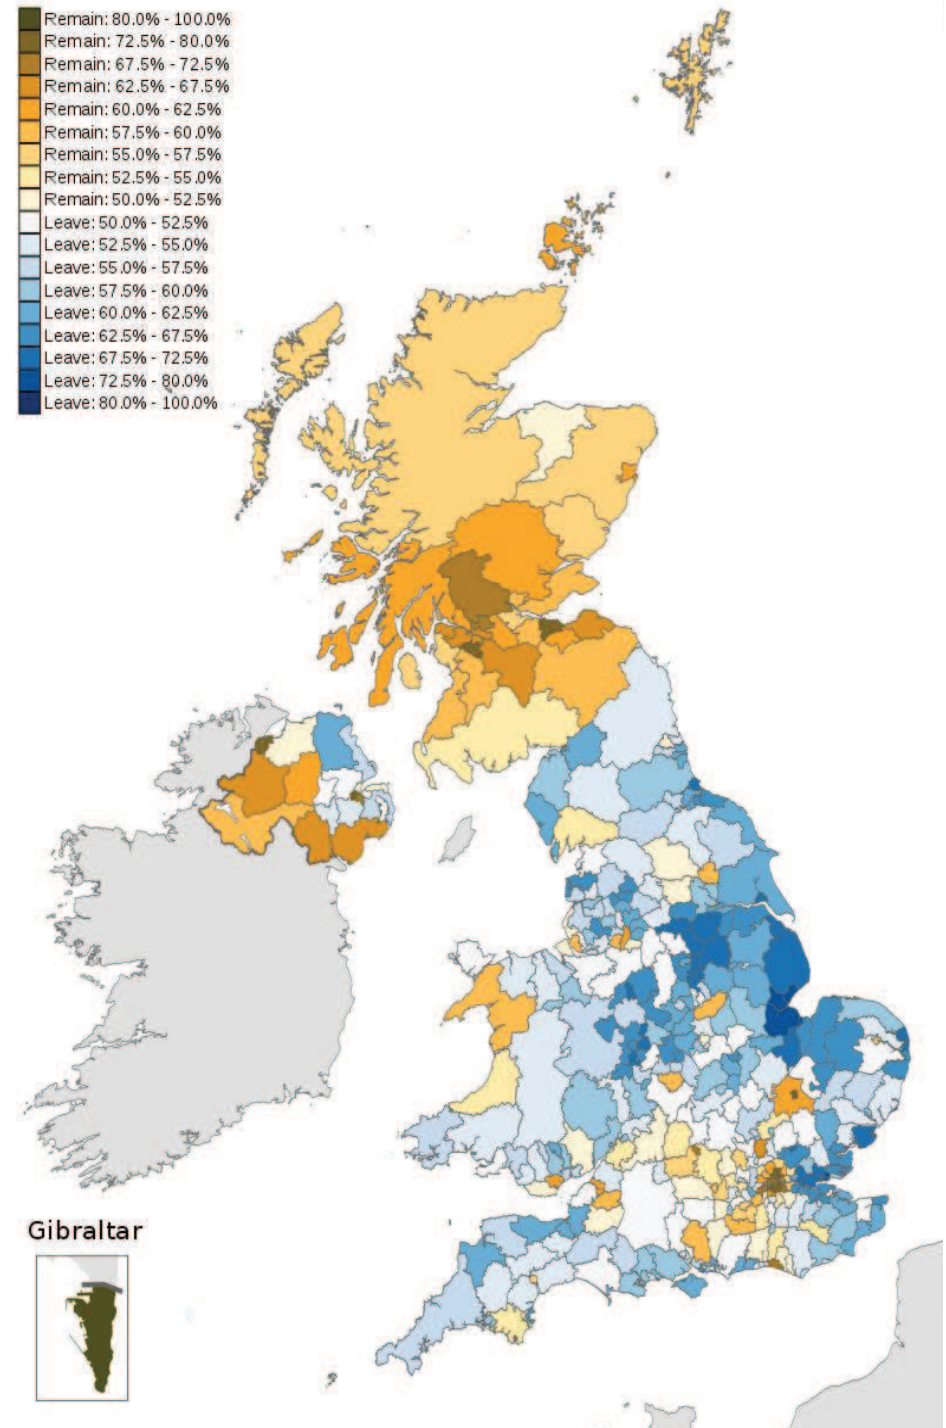 Remain: 80.0% - 100.0%
Remain: 72.5% - 80.0%
Remain: 67.5% - 72.5%
Remain: 62.5% - 67.5%
Remain: 60.0% - 62.5%
Remain: 57.5% - 60.0%
Remain: 55.0% - 57.5%
Remain: 52.5% - 55.0%
Remain: 50.0% - 52.5%
Leave: 50.0% - 52.5%
Leave: 52.5% - 55.0%
Leave: 55.0% - 57.5%
Leave: 57.5% - 60.0%
Leave: 60.0% - 62.5%
Leave: 62.5% - 67.5%
Leave: 67.5% - 72.5%
Leave: 72.5% - 80.0%
Leave: 80.0% - 100.0%
Gibraltar